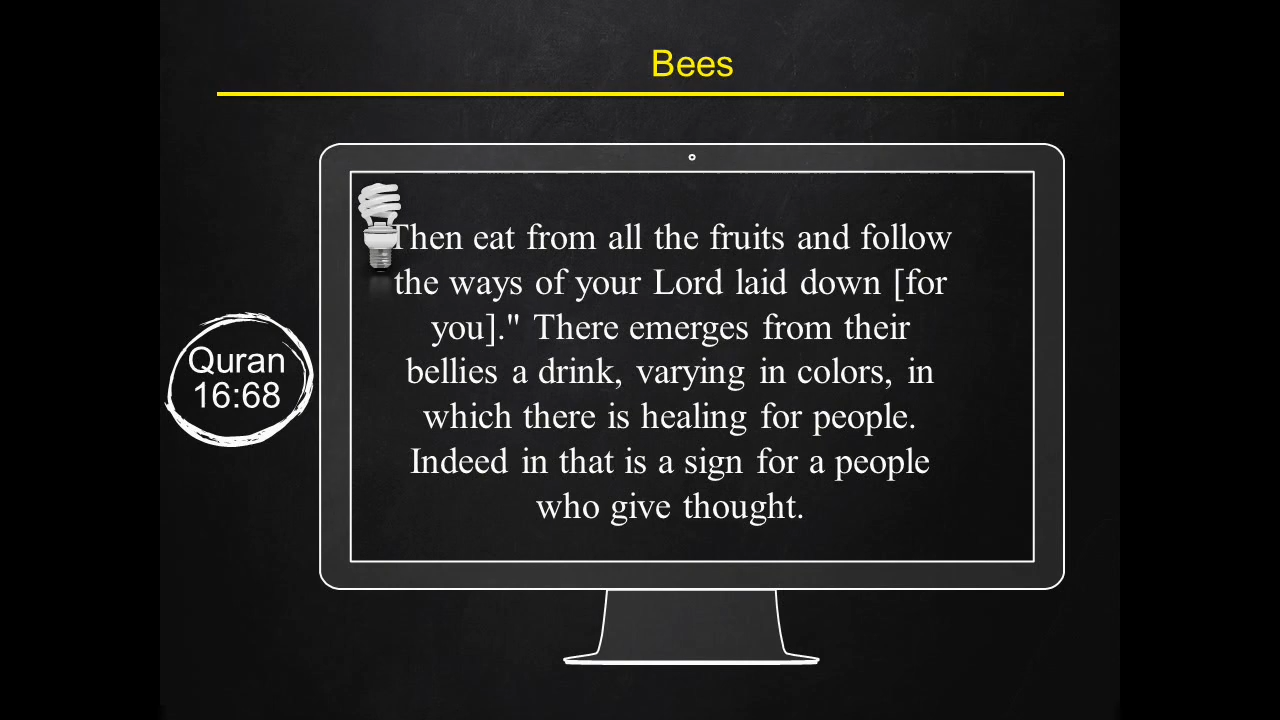 Bees
Quran
16:68
Then eat from all the fruits and follow
the ways of your Lord laid down [for
you]." There emerges from their
bellies a drink, varying in colors, in
which there is healing for people.
Indeed in that is a sign for a people
who give thought.